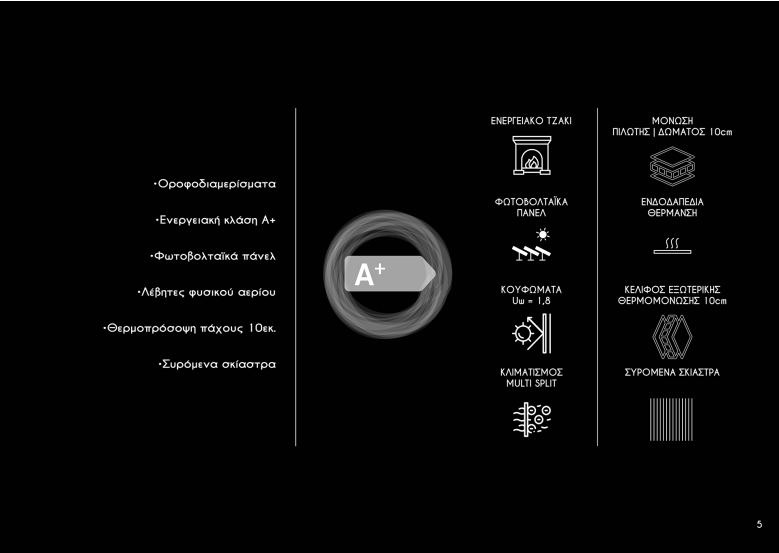 •Οροφοδιαμερίσματα
•Ενεργειακή κλάση Α+
•Φωτοβολταϊκά πάνελ
•Λέβητες φυσικού αερίου
•Θερμοπρόσοψη πάχους 10εκ.
•Συρόμενα σκίαστρα
A+
ΕΝΕΡΓΕΙΑΚΟ ΤΖΑΚΙ
ΦΩΤΟΒΟΛΤΑΪΚΑ
ΠΑΝΕΛ
ΚΟΥΦΩΜΑΤΑ
Uw = 1,8
ΚΛΙΜΑΤΙΣΜΟΣ
MULTI SPLIT
ΜΟΝΩΣΗ
ΠΙΛΩΤΗΣ | ΔΩΜΑΤΟΣ 10cm
ΕΝΔΟΔΑΠΕΔΙΑ
ΘΕΡΜΑΝΣΗ
ΚΕΛΙΦΟΣ ΕΞΩΤΕΡΙΚΗΣ
ΘΕΡΜΟΜΟΝΩΣΗΣ 10cm
ΣΥΡΟΜΕΝΑ ΣΚΙΑΣΤΡΑ
5